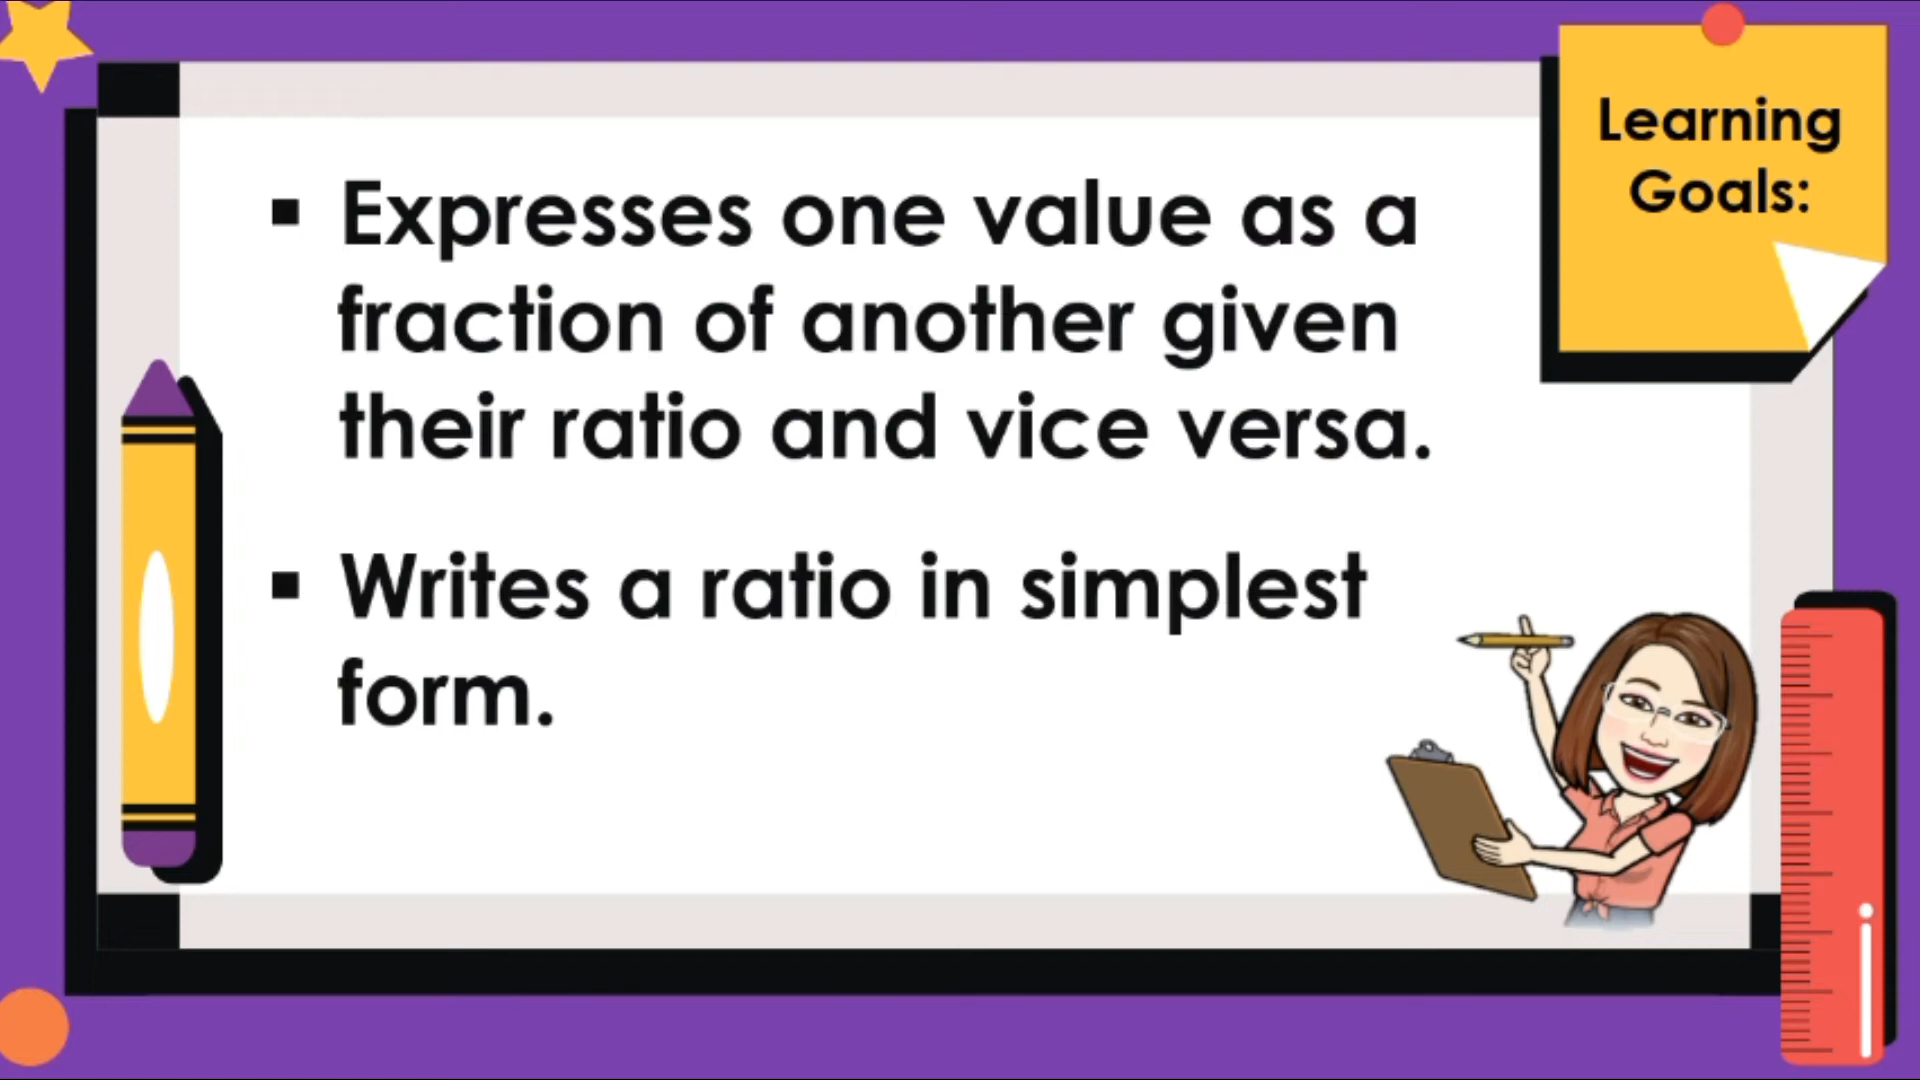 Learning
Goals:
▪ Expresses one value as a
fraction of another given
their ratio and vice versa.
▪ Writes a ratio in simplest
form.